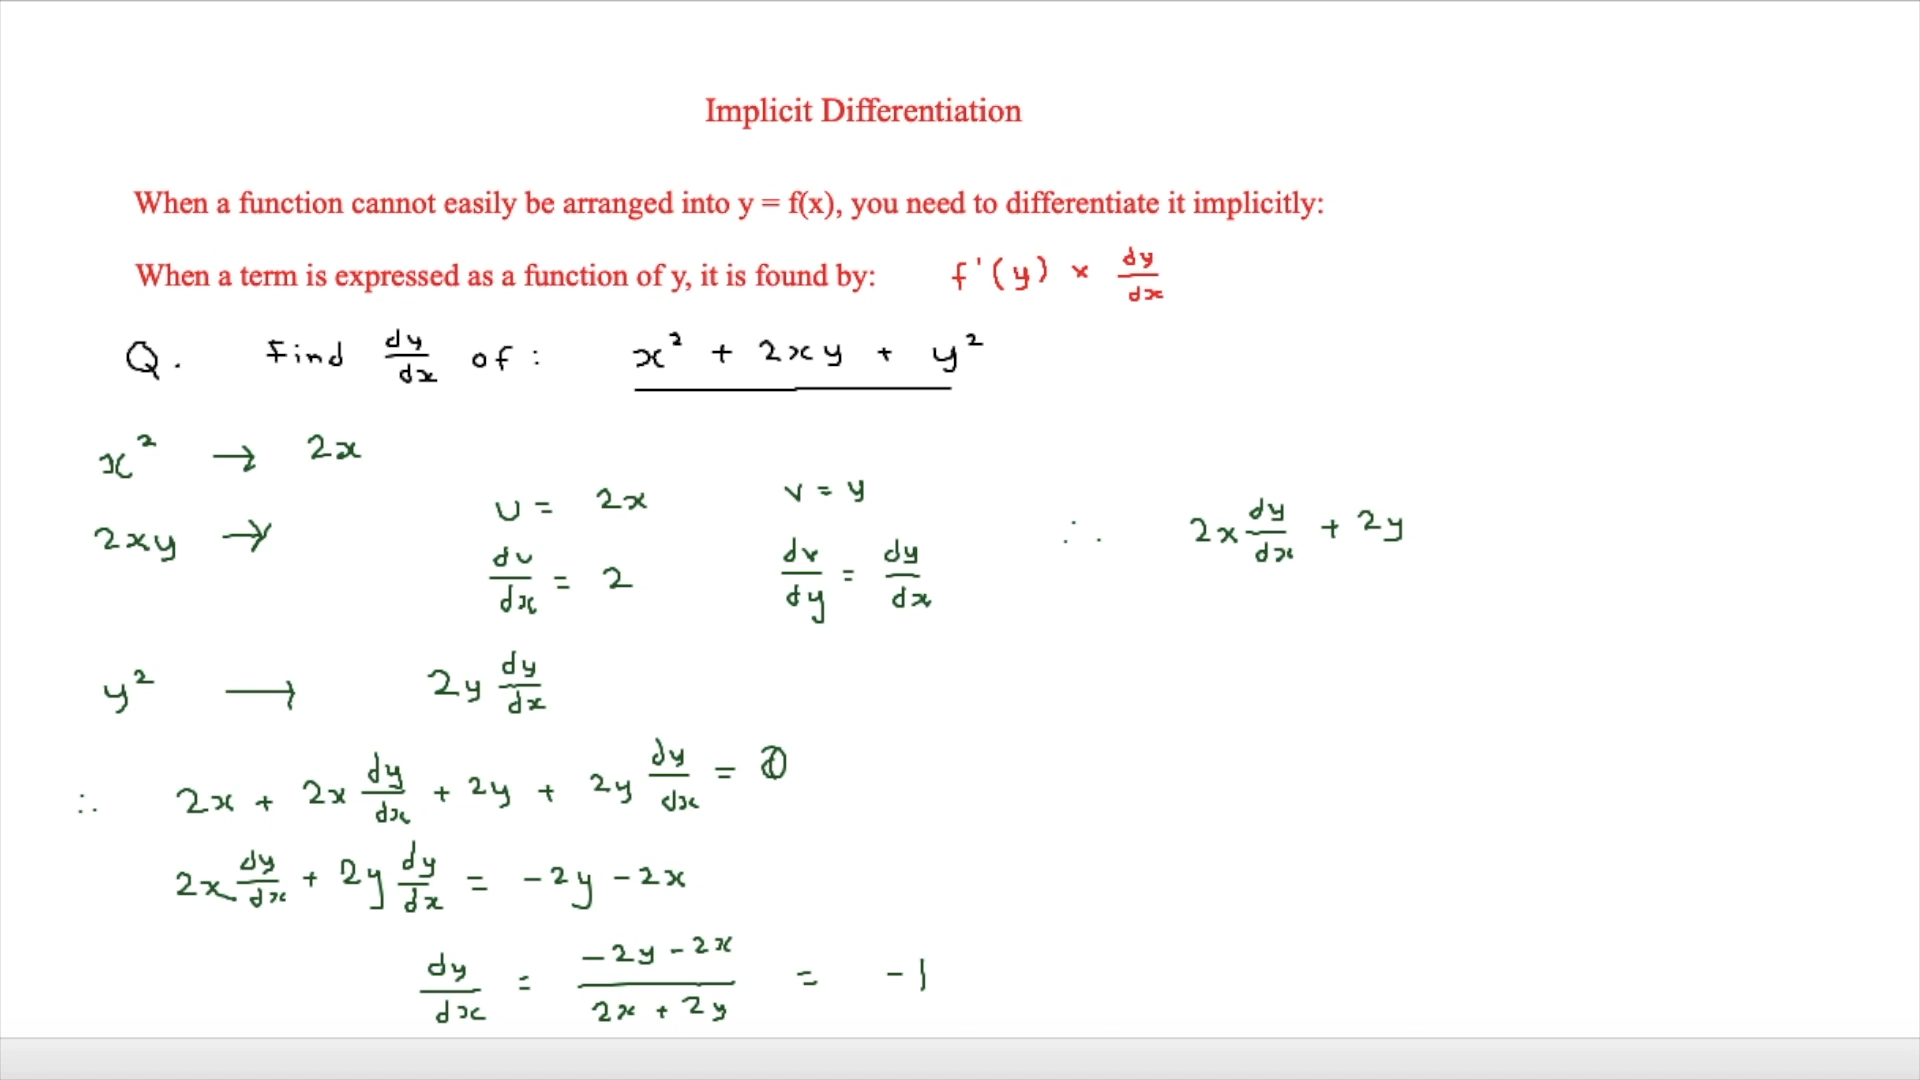 Implicit Differentiation
When a function cannot easily be arranged into y = f(x), you need to differentiate it implicitly:
When a term is expressed as a function of y, it is found by: f'(y) × dy/dx
Q. Find dy/dx of: x² + 2xy + y²
x² → 2x
2xy → u = 2x v = y ∴ 2x dy/dx + 2y
du/dx = 2 dv/dy = dy/dx
y² → 2y dy/dx
∴ 2x + 2x dy/dx + 2y + 2y dy/dx = 0
2x dy/dx + 2y dy/dx = -2y - 2x
dy/dx = (-2y - 2x)/(2x + 2y) = -1